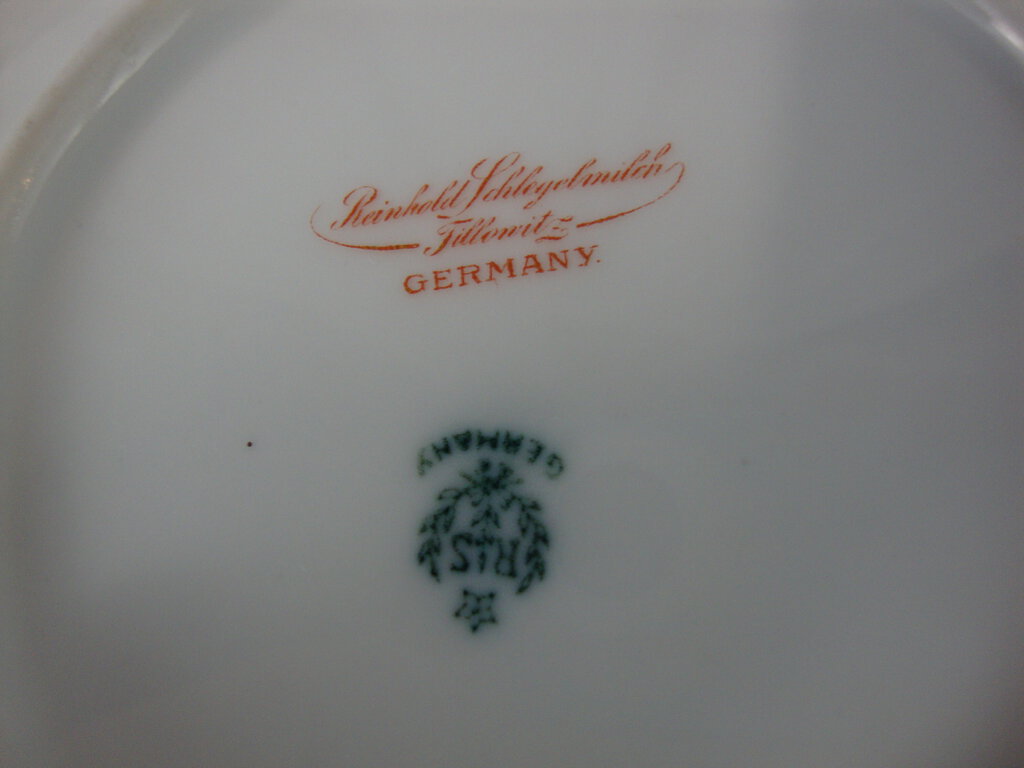 Reinhold Schlegelmilch
Tillowitz
GERMANY.
GERMANY
RS